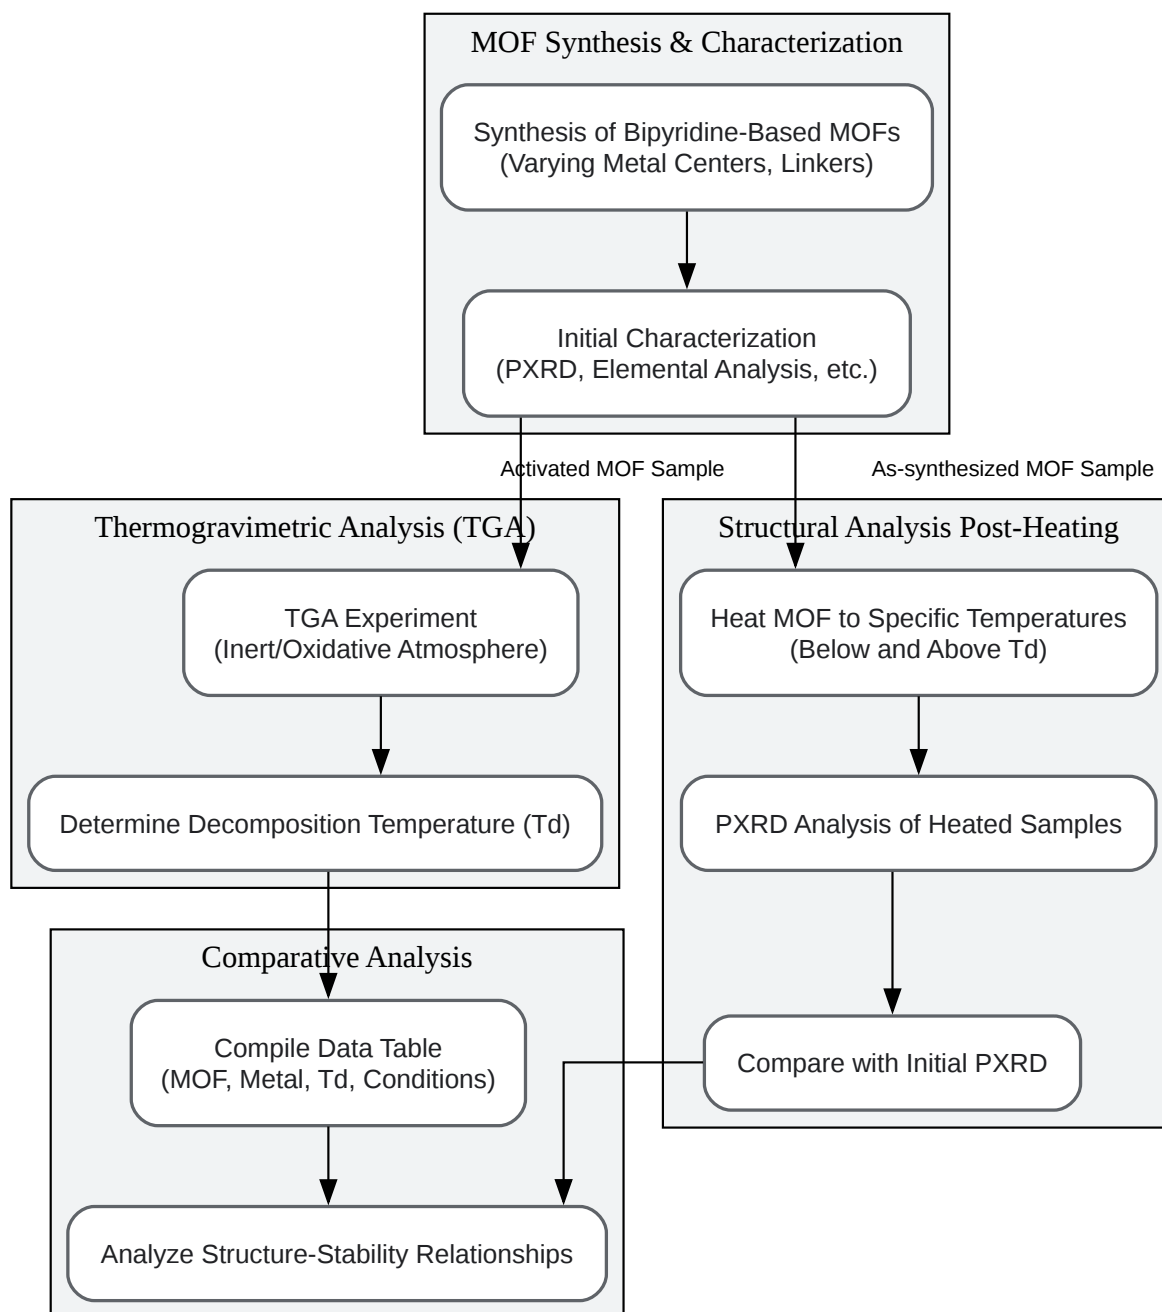 MOF Synthesis & Characterization
Synthesis of Bipyridine-Based MOFs
(Varying Metal Centers, Linkers)
Initial Characterization
(PXRD, Elemental Analysis, etc.)
Activated MOF Sample
As-synthesized MOF Sample
Thermogravimetric Analysis (TGA)
TGA Experiment
(Inert/Oxidative Atmosphere)
Determine Decomposition Temperature (Td)
Structural Analysis Post-Heating
Heat MOF to Specific Temperatures
(Below and Above Td)
PXRD Analysis of Heated Samples
Compare with Initial PXRD
Comparative Analysis
Compile Data Table
(MOF, Metal, Td, Conditions)
Analyze Structure-Stability Relationships